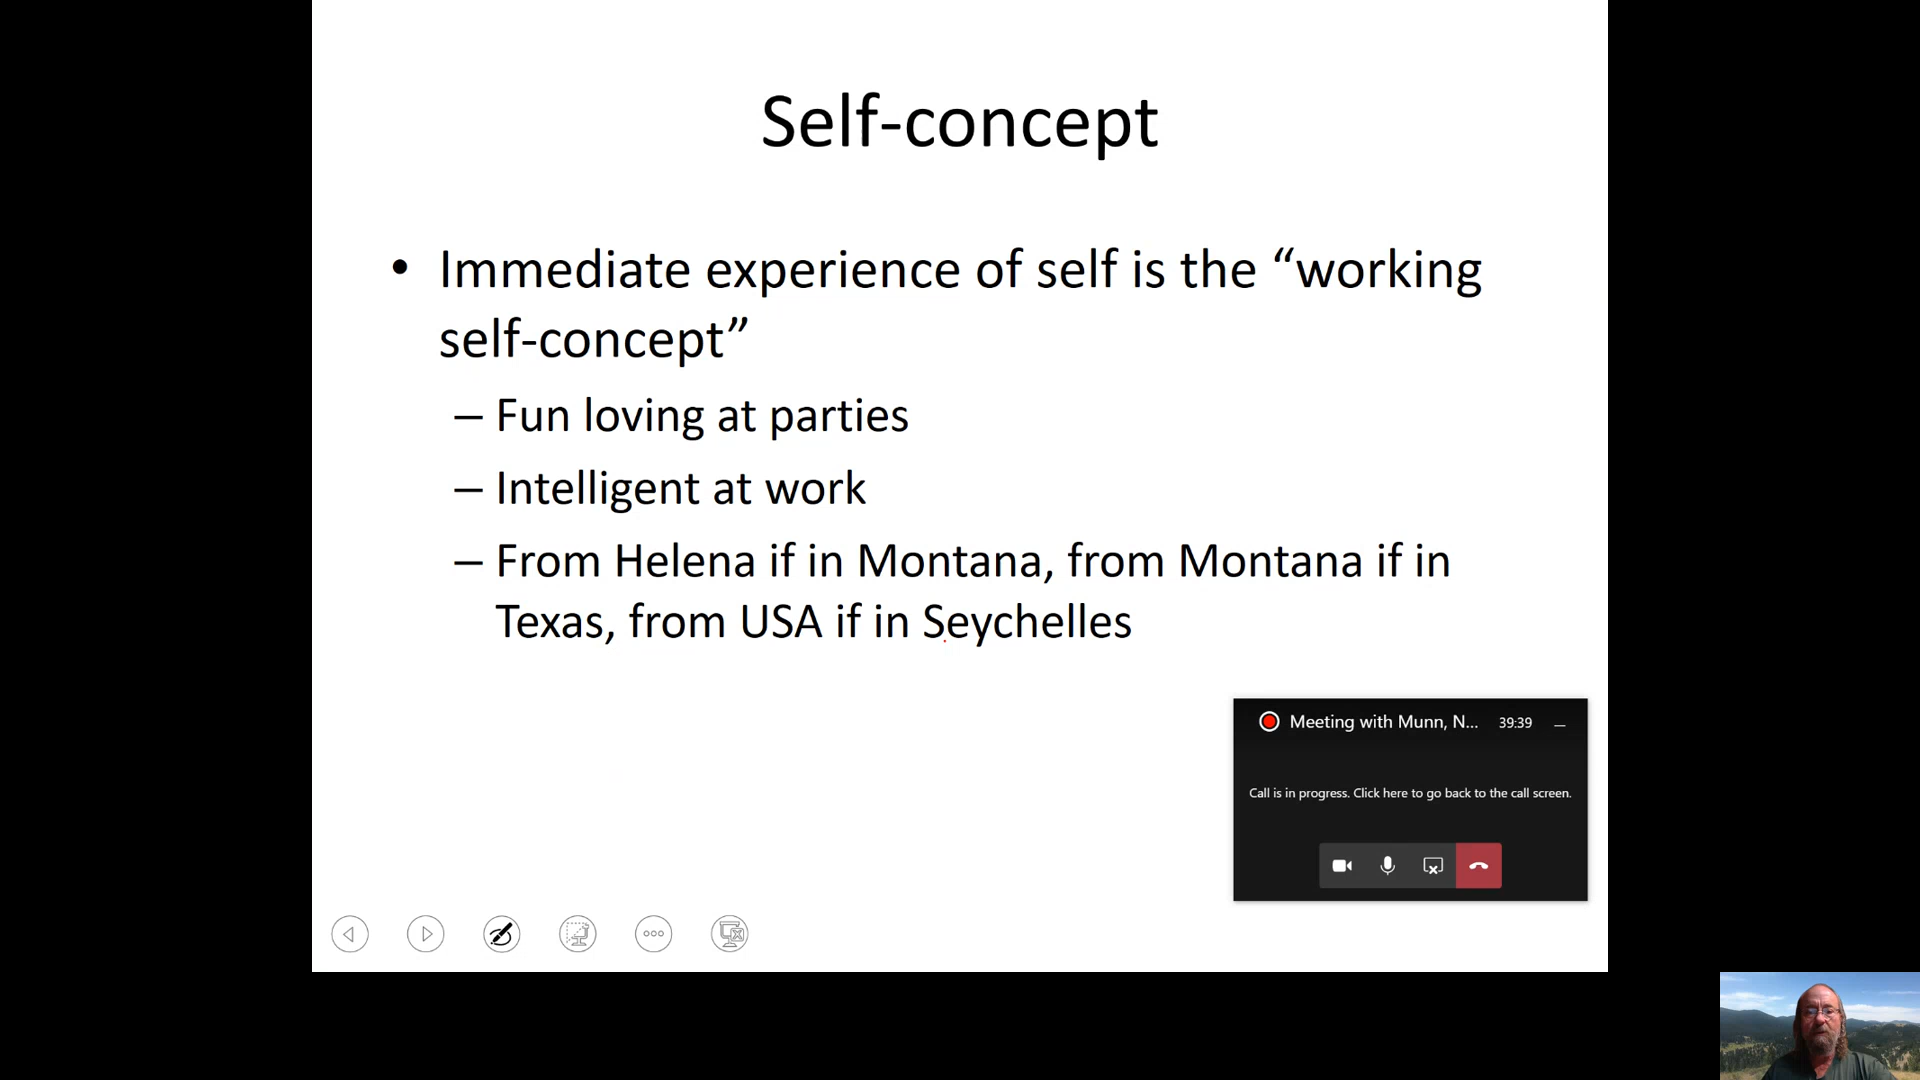 Self-concept
• Immediate experience of self is the “working
self-concept”
– Fun loving at parties
– Intelligent at work
– From Helena if in Montana, from Montana if in
Texas, from USA if in Seychelles
Meeting with Munn, N... 39:39
Call is in progress. Click here to go back to the call screen.